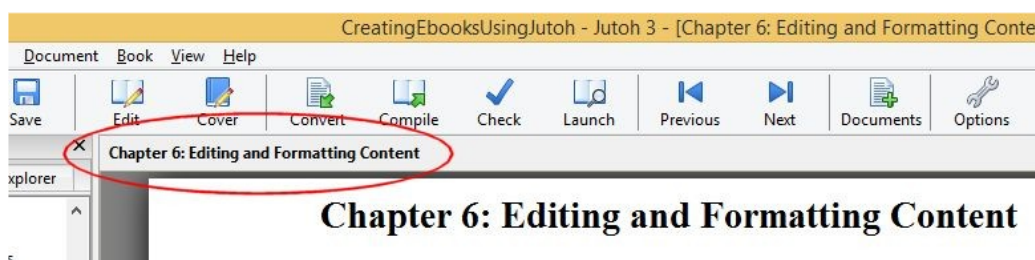 CreatingEbooksUsingJutoh - Jutoh 3 - [Chapter 6: Editing and Formatting Conte
Document Book View Help
Save Edit Cover Convert Compile Check Launch Previous Next Documents Options
Chapter 6: Editing and Formatting Content
xplorer
Chapter 6: Editing and Formatting Content